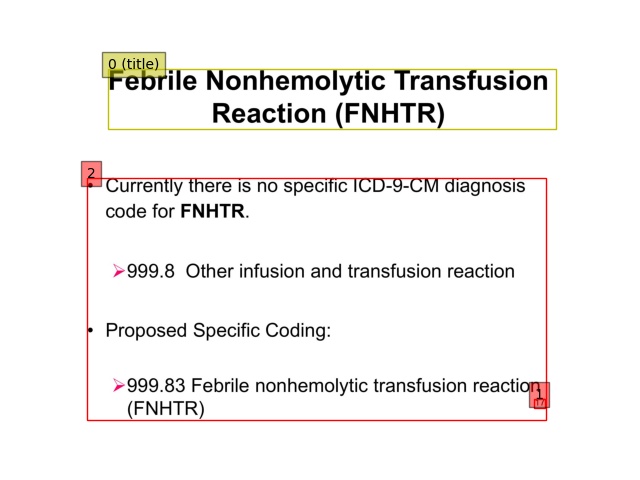 0 (title)
Febrile Nonhemolytic Transfusion
Reaction (FNHTR)
2
• Currently there is no specific ICD-9-CM diagnosis
code for FNHTR.
➢999.8 Other infusion and transfusion reaction
• Proposed Specific Coding:
➢999.83 Febrile nonhemolytic transfusion reaction
(FNHTR)
1
17